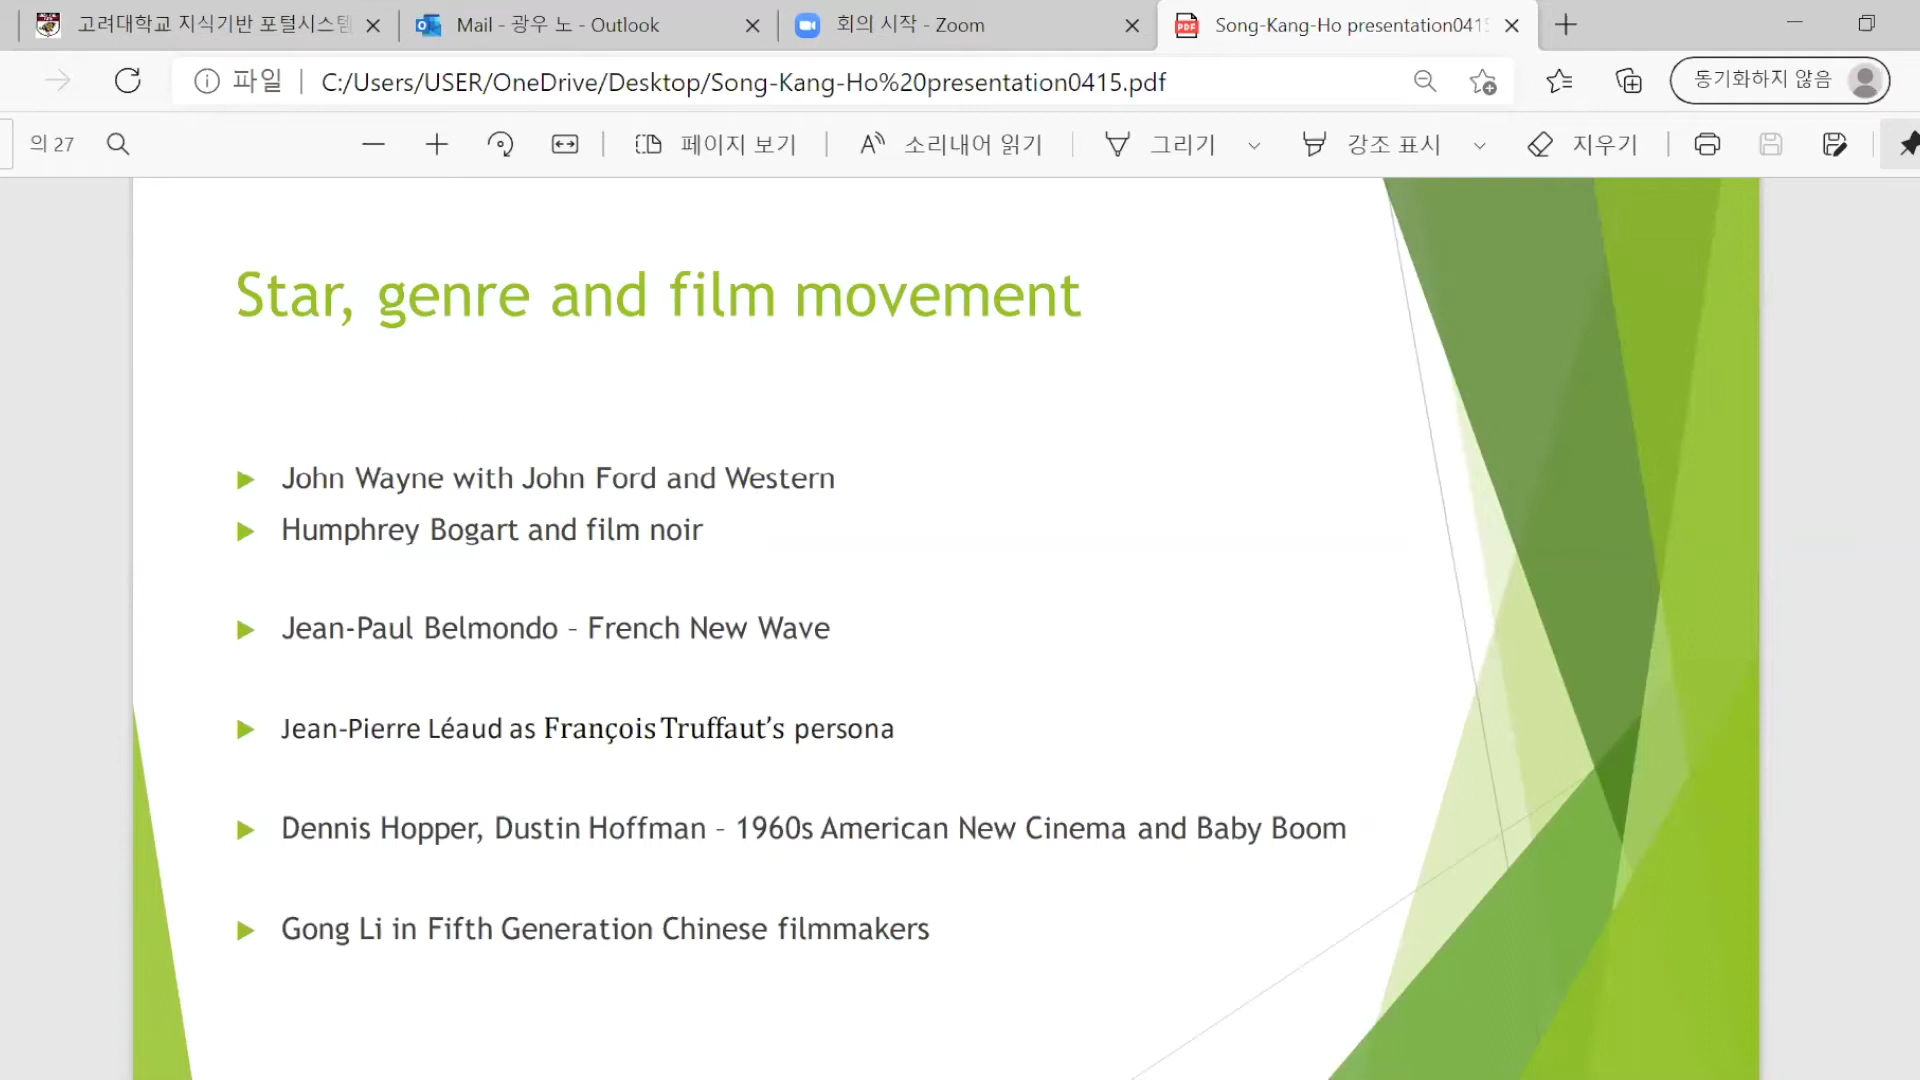 고려대학교 지식기반 포털시스템
Mail - 광우 노 - Outlook
회의 시작 - Zoom
Song-Kang-Ho presentation0415
파일 C:/Users/USER/OneDrive/Desktop/Song-Kang-Ho%20presentation0415.pdf 동기화하지 않음
의 27 페이지 보기 소리내어 읽기 그리기 강조 표시 지우기
Star, genre and film movement
John Wayne with John Ford and Western
Humphrey Bogart and film noir
Jean-Paul Belmondo – French New Wave
Jean-Pierre Léaud as François Truffaut’s persona
Dennis Hopper, Dustin Hoffman – 1960s American New Cinema and Baby Boom
Gong Li in Fifth Generation Chinese filmmakers